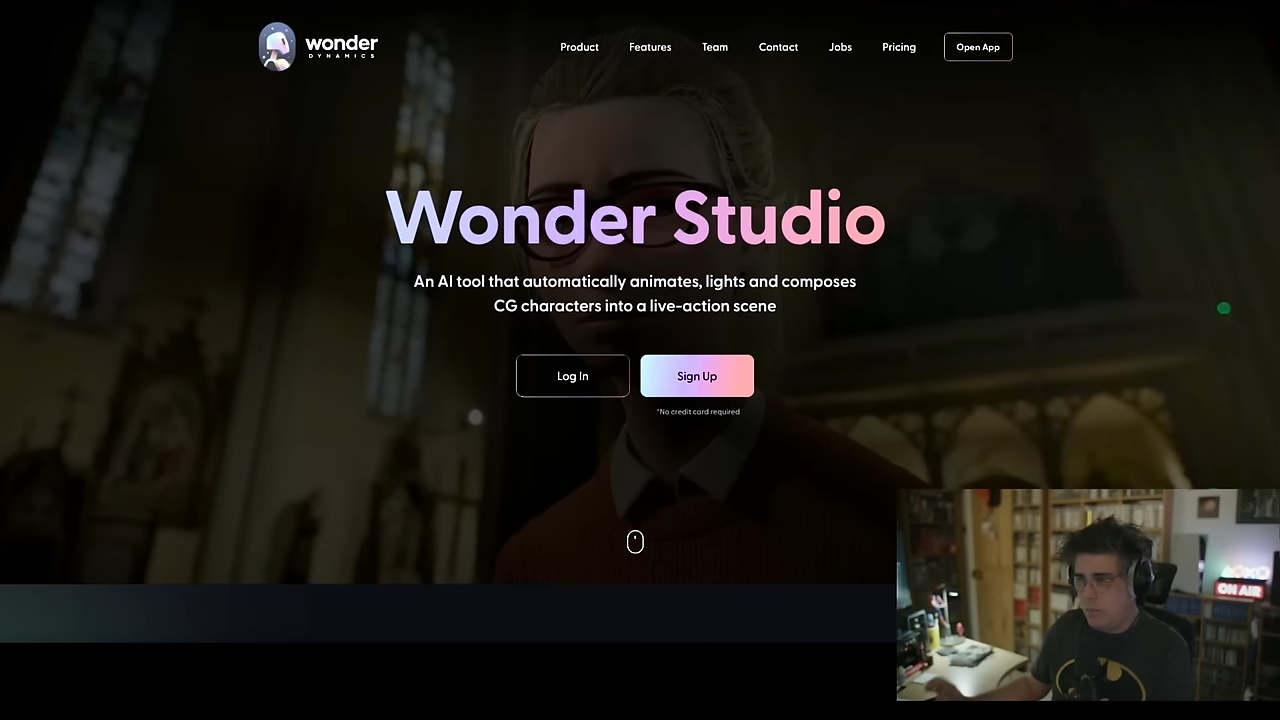 wonder
DYNAMICS
Product
Features
Team
Contact
Jobs
Pricing
Open App
Wonder Studio
An AI tool that automatically animates, lights and composes
CG characters into a live-action scene
Log In
Sign Up
*No credit card required
ON AIR